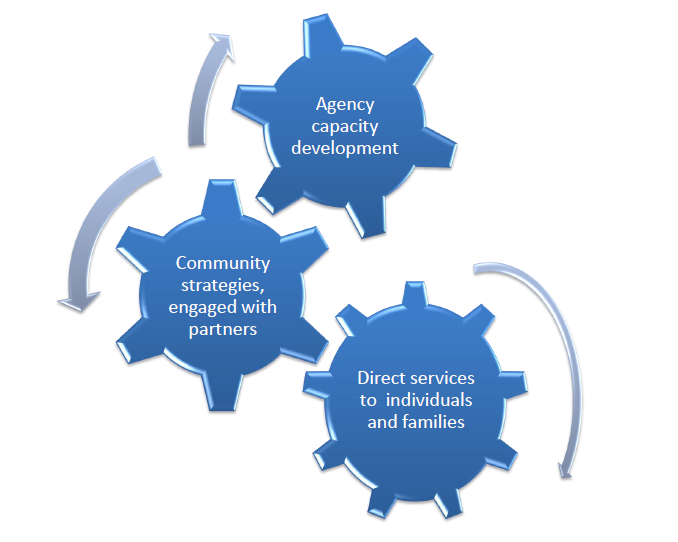 Agency
capacity
development
Community
strategies,
engaged with
partners
Direct services
to  individuals
and families